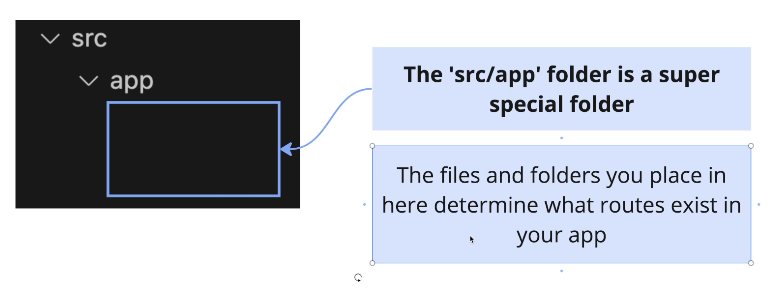 src
app
The 'src/app' folder is a super
special folder
The files and folders you place in
here determine what routes exist in
your app